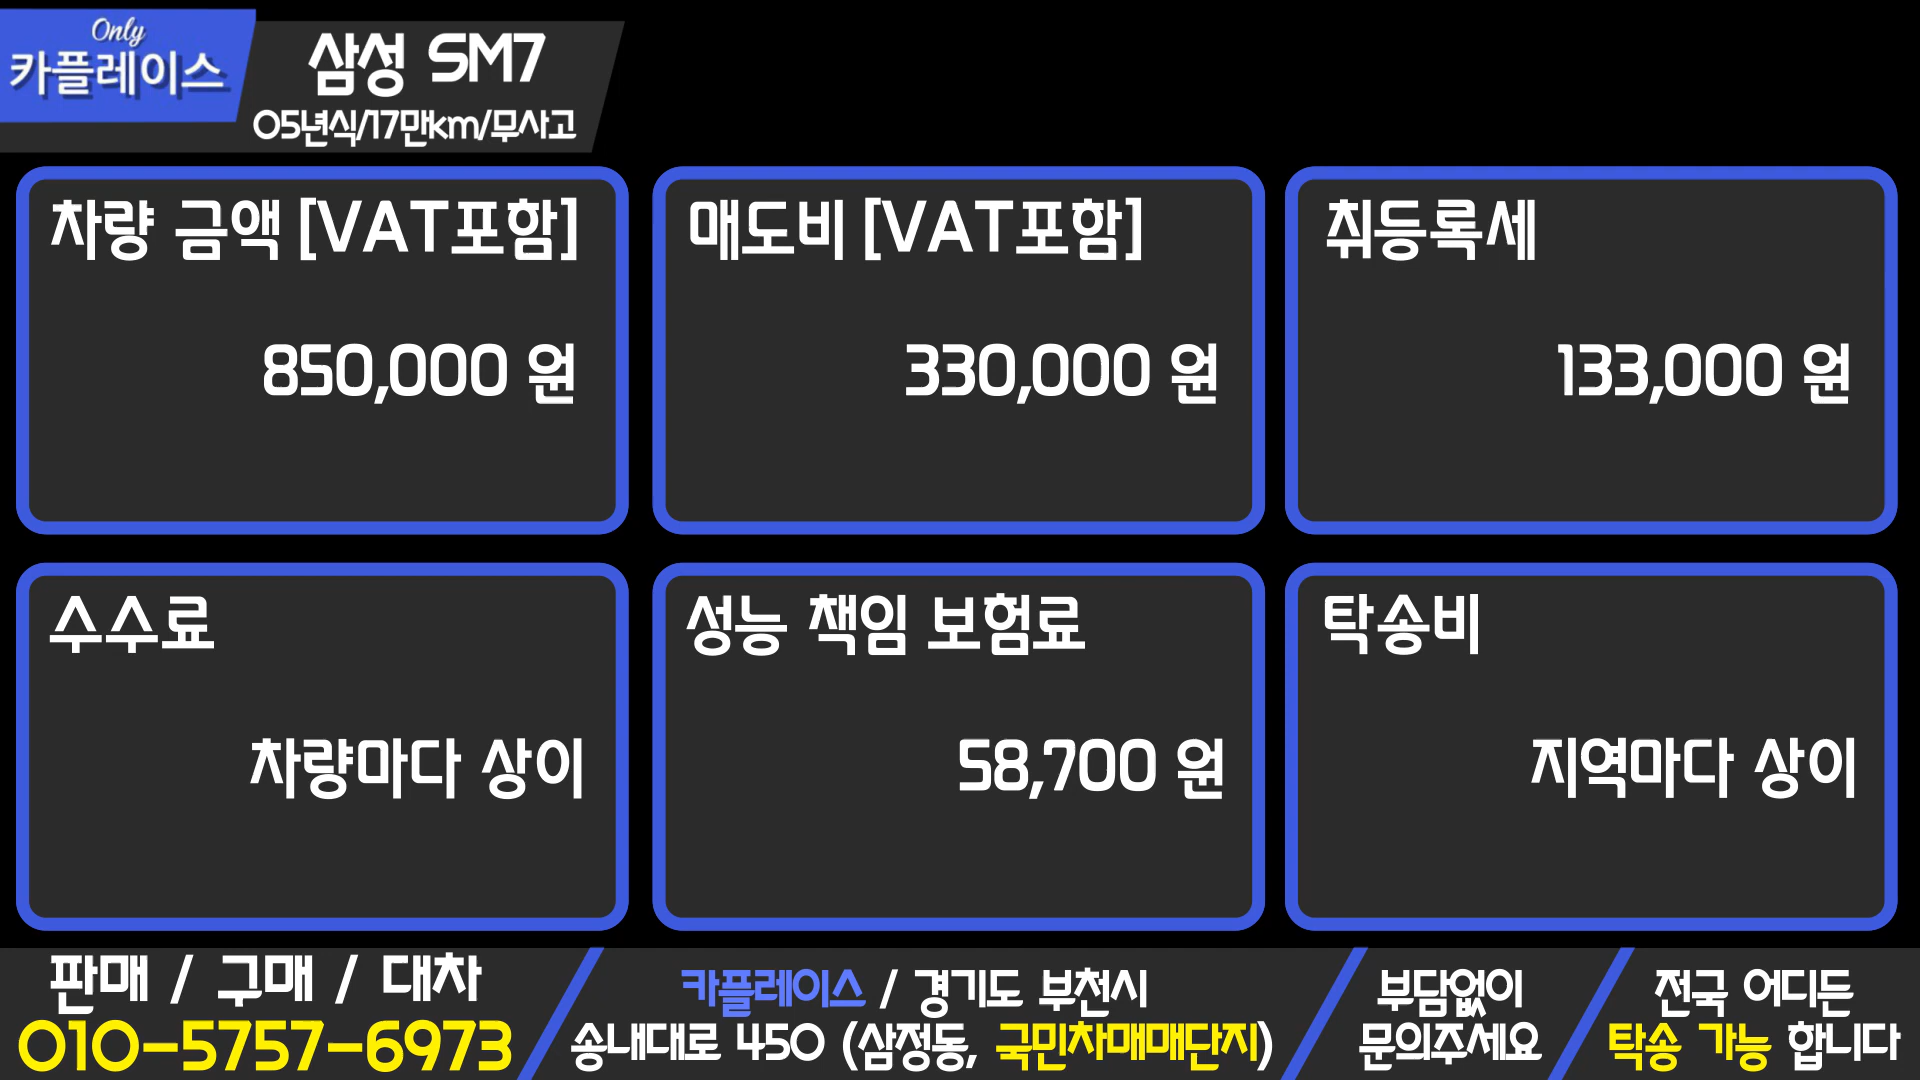 Only
카플레이스
삼성 SM7
05년식/17만km/무사고
차량 금액 [VAT포함]
850,000 원
매도비 [VAT포함]
330,000 원
취등록세
133,000 원
수수료
차량마다 상이
성능 책임 보험료
58,700 원
탁송비
지역마다 상이
판매 / 구매 / 대차
010-5757-6973
카플레이스 / 경기도 부천시
송내대로 450 (삼정동, 국민차매매단지)
부담없이
문의주세요
전국 어디든
탁송 가능 합니다